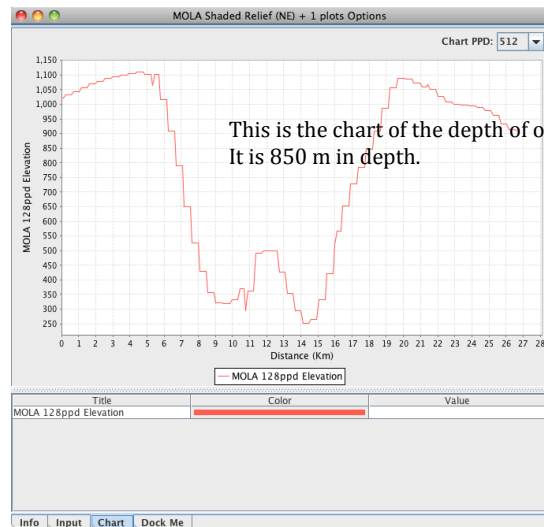 MOLA Shaded Relief (NE) + 1 plots Options
Chart PPD: 512
1,150
1,100
1,050
1,000
950
900
850
800
750
700
650
600
550
500
450
400
350
300
250
MOLA 128ppd Elevation
This is the chart of the depth of o
It is 850 m in depth.
0 1 2 3 4 5 6 7 8 9 10 11 12 13 14 15 16 17 18 19 20 21 22 23 24 25 26 27 28
Distance (Km)
MOLA 128ppd Elevation
Title Color Value
MOLA 128ppd Elevation
Info Input Chart Dock Me